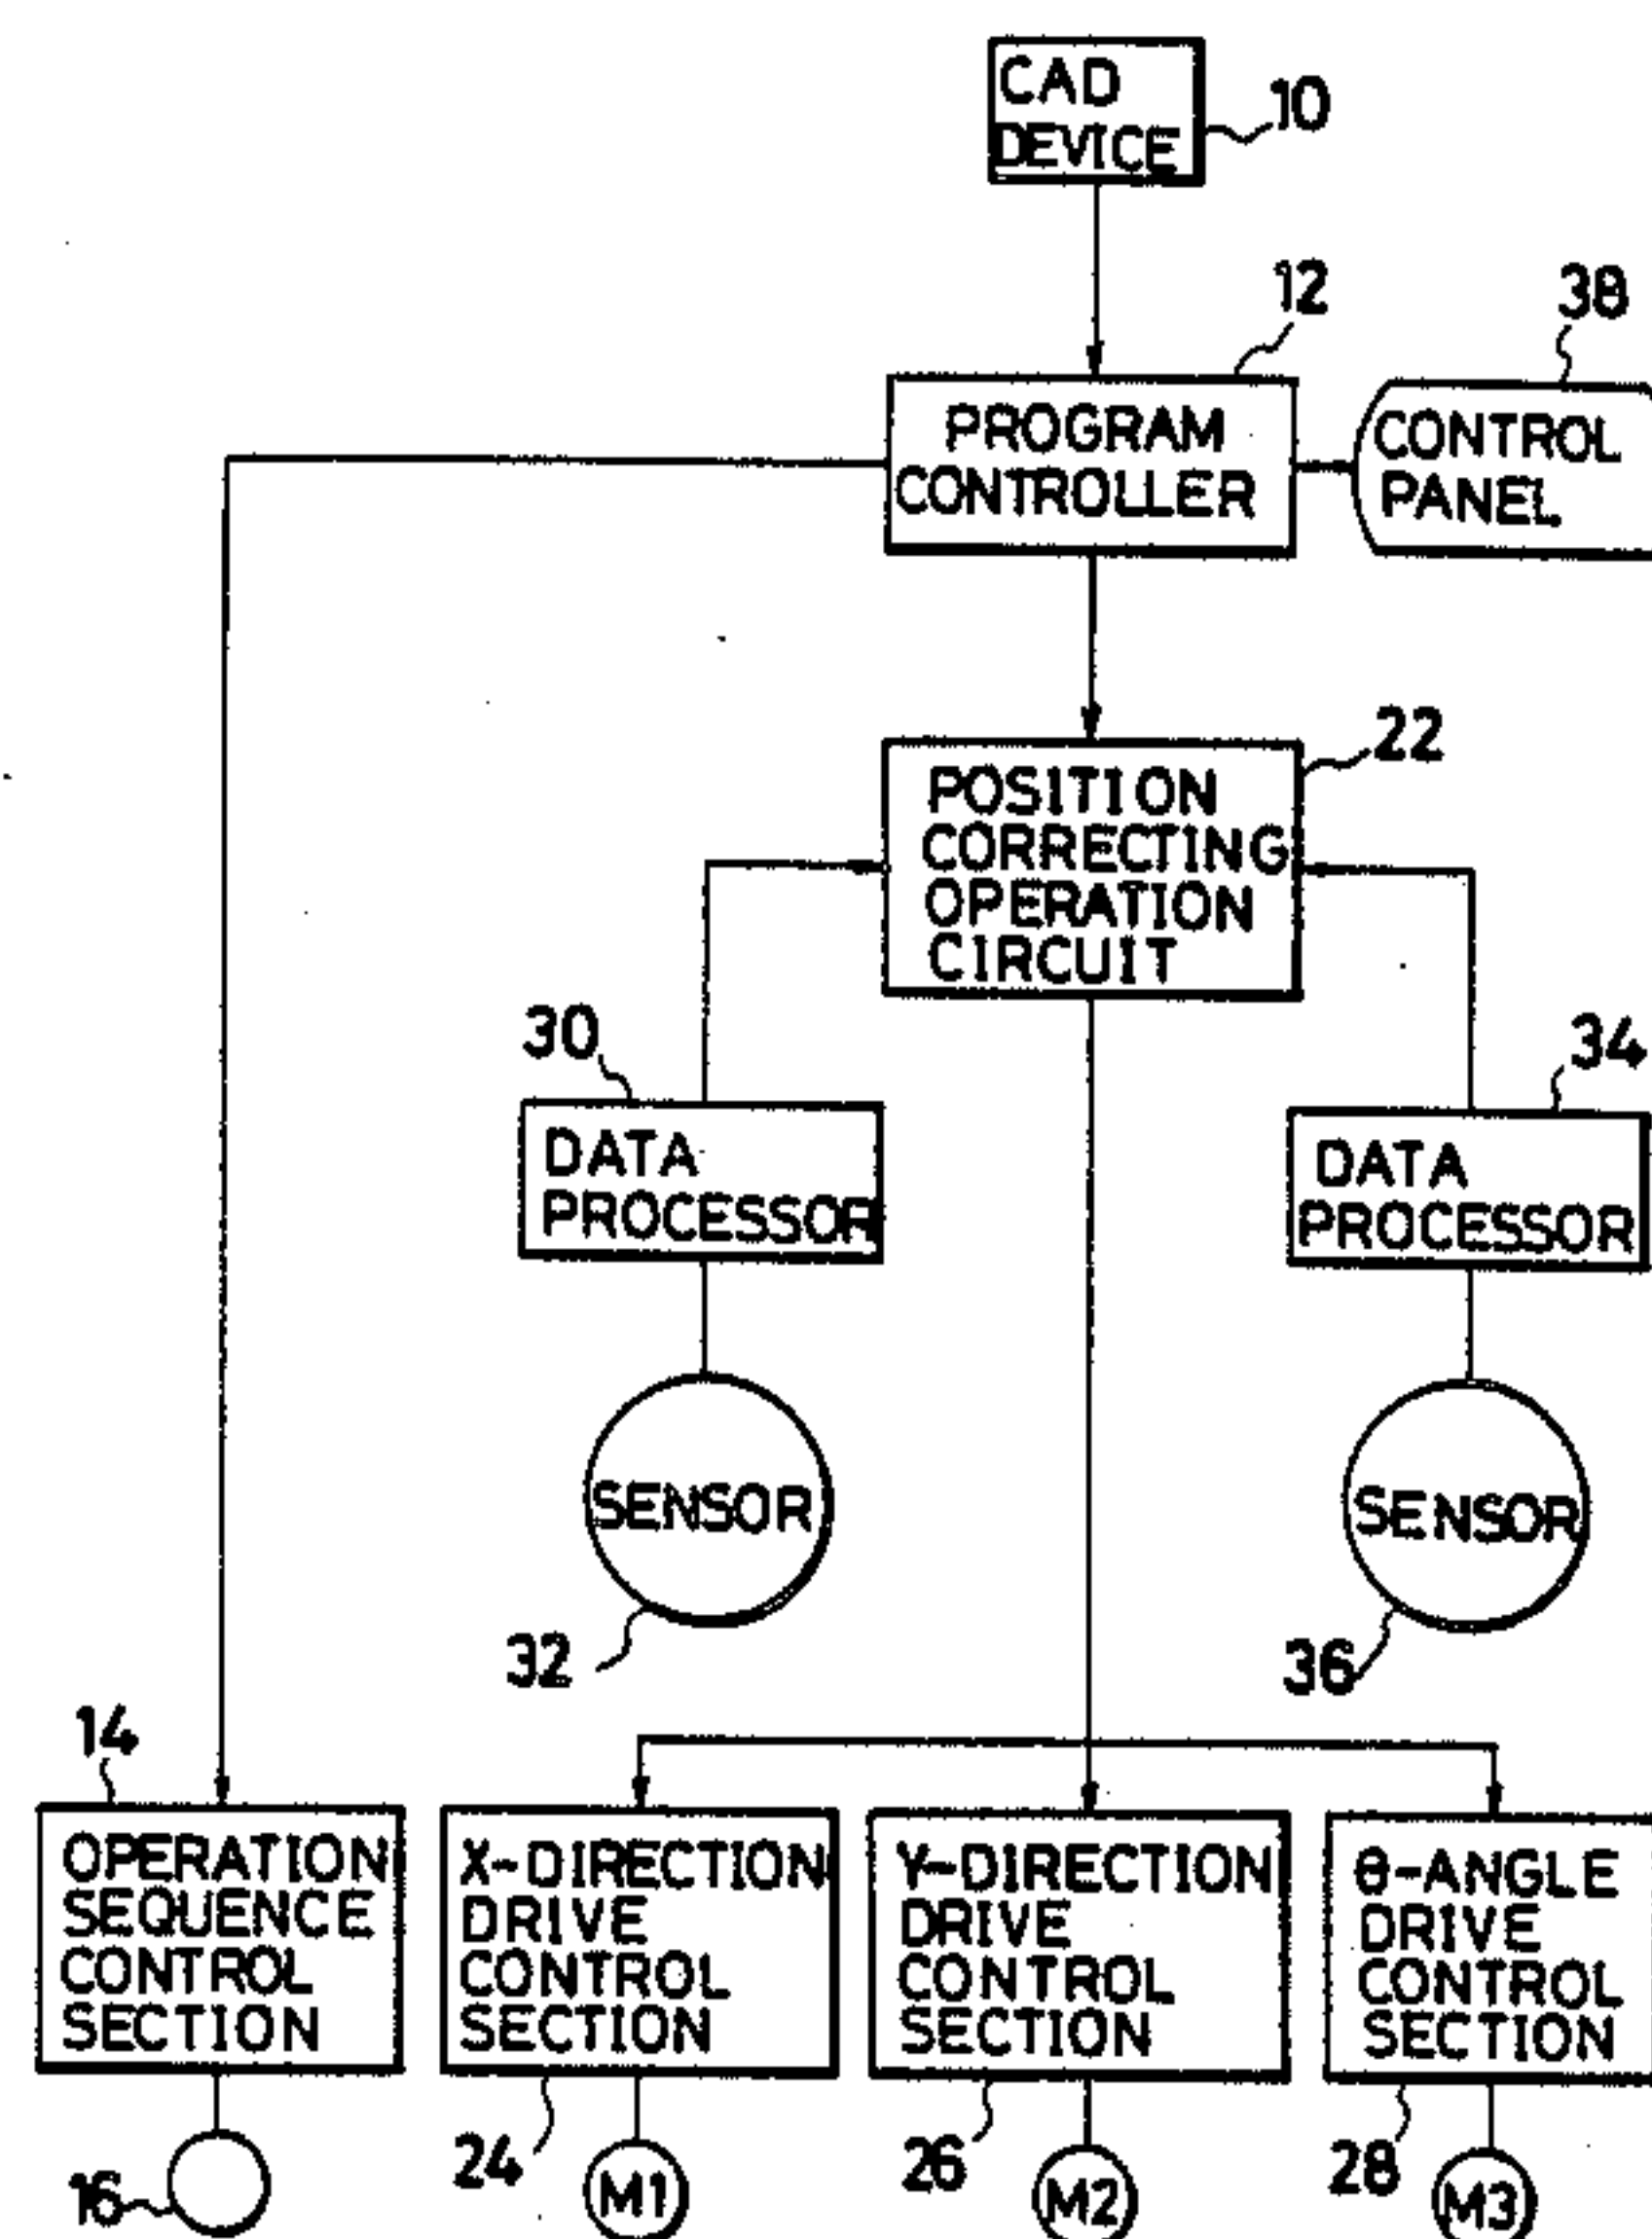 CAD
DEVICE
10
12
38
PROGRAM
CONTROLLER
CONTROL
PANEL
22
POSITION
CORRECTING
OPERATION
CIRCUIT
30
34
DATA
PROCESSOR
DATA
PROCESSOR
SENSOR
SENSOR
32
36
14
OPERATION
SEQUENCE
CONTROL
SECTION
X-DIRECTION
DRIVE
CONTROL
SECTION
Y-DIRECTION
DRIVE
CONTROL
SECTION
θ-ANGLE
DRIVE
CONTROL
SECTION
16
24
M1
26
M2
28
M3